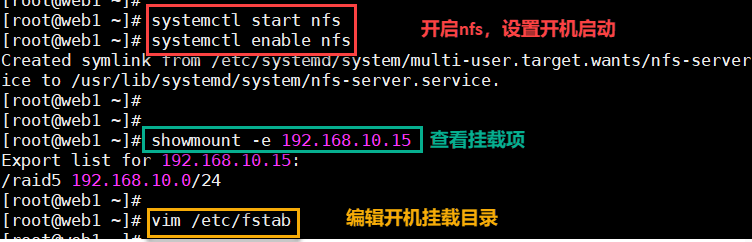 [root@web1 ~]# systemctl start nfs
开启nfs，设置开机启动
[root@web1 ~]# systemctl enable nfs
Created symlink from /etc/systemd/system/multi-user.target.wants/nfs-server
ice to /usr/lib/systemd/system/nfs-server.service.
[root@web1 ~]#
[root@web1 ~]#
[root@web1 ~]# showmount -e 192.168.10.15 查看挂载项
Export list for 192.168.10.15:
/raid5 192.168.10.0/24
[root@web1 ~]#
[root@web1 ~]# vim /etc/fstab 编辑开机挂载目录